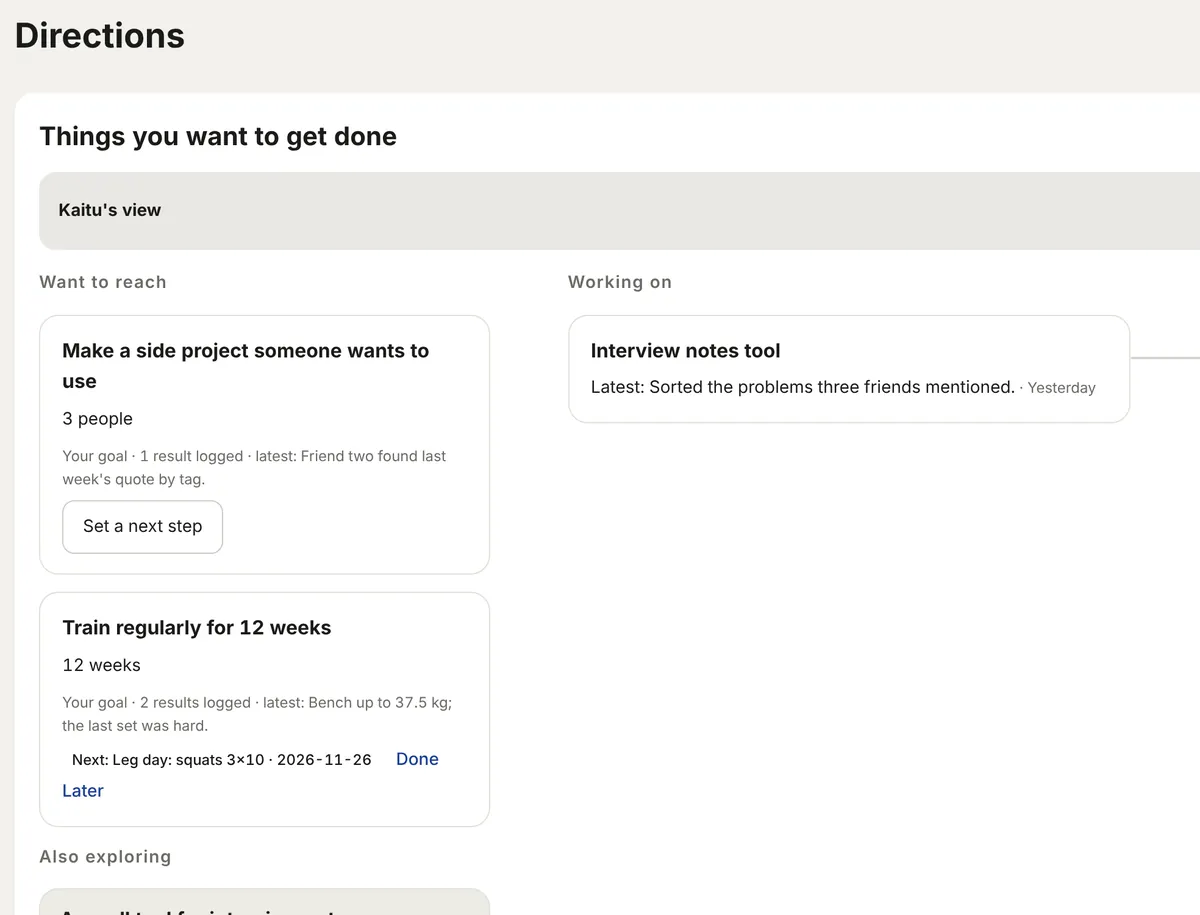 Directions
Things you want to get done
Kaitu's view
Want to reach
Make a side project someone wants to
use
3 people
Your goal · 1 result logged · latest: Friend two found last
week's quote by tag.
Set a next step
Train regularly for 12 weeks
12 weeks
Your goal · 2 results logged · latest: Bench up to 37.5 kg;
the last set was hard.
Next: Leg day: squats 3×10 · 2026-11-26 Done
Later
Also exploring
Working on
Interview notes tool
Latest: Sorted the problems three friends mentioned. · Yesterday